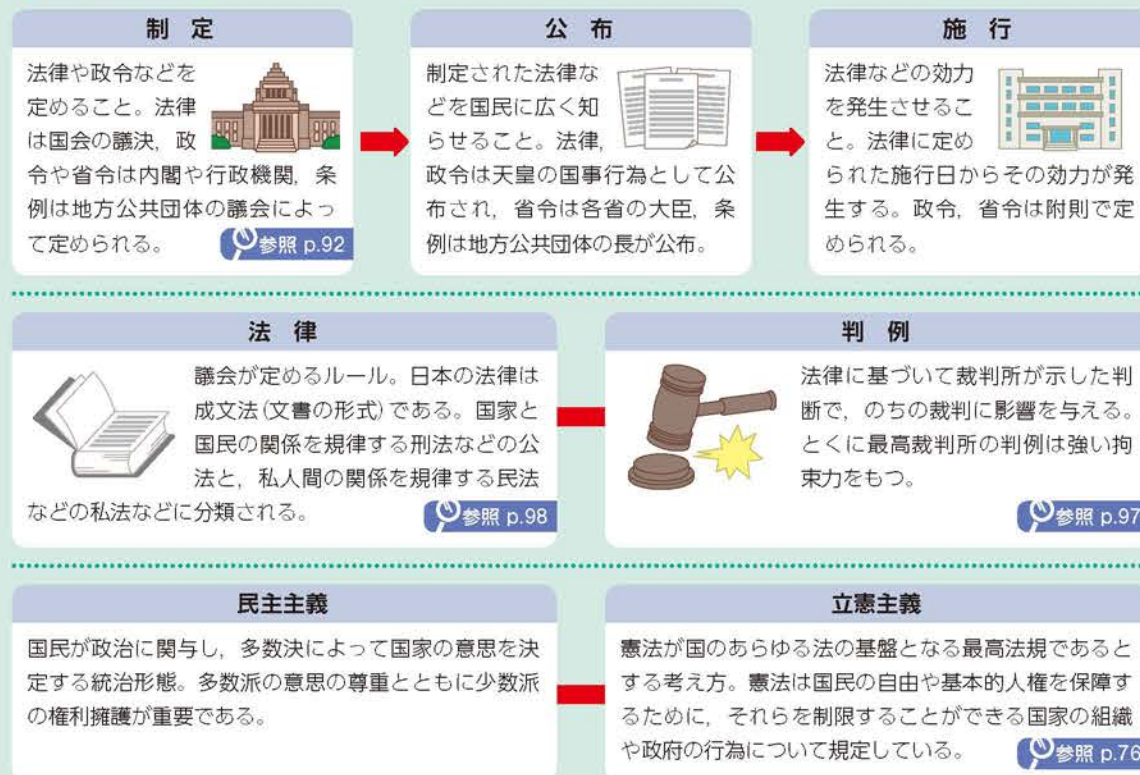 制 定
法律や政令などを
定めること。法律
は国会の議決，政
令や省令は内閣や行政機関，条
例は地方公共団体の議会によっ
て定められる。
参照 p.92
公 布
制定された法律な
どを国民に広く知
らせること。法律，
政令は天皇の国事行為として公
布され，省令は各省の大臣，条
例は地方公共団体の長が公布。
施 行
法律などの効力
を発生させるこ
と。法律に定め
られた施行日からその効力が発
生する。政令，省令は附則で定
められる。
法 律
議会が定めるルール。日本の法律は
成文法(文書の形式)である。国家と
国民の関係を規律する刑法などの公
法と，私人間の関係を規律する民法
などの私法などに分類される。
参照 p.98
判 例
法律に基づいて裁判所が示した判
断で，のちの裁判に影響を与える。
とくに最高裁判所の判例は強い拘
束力をもつ。
参照 p.97
民主主義
国民が政治に関与し，多数決によって国家の意思を決
定する統治形態。多数派の意思の尊重とともに少数派
の権利擁護が重要である。
立憲主義
憲法が国のあらゆる法の基盤となる最高法規であると
する考え方。憲法は国民の自由や基本的人権を保障す
るために，それらを制限することができる国家の組織
や政府の行為について規定している。
参照 p.76